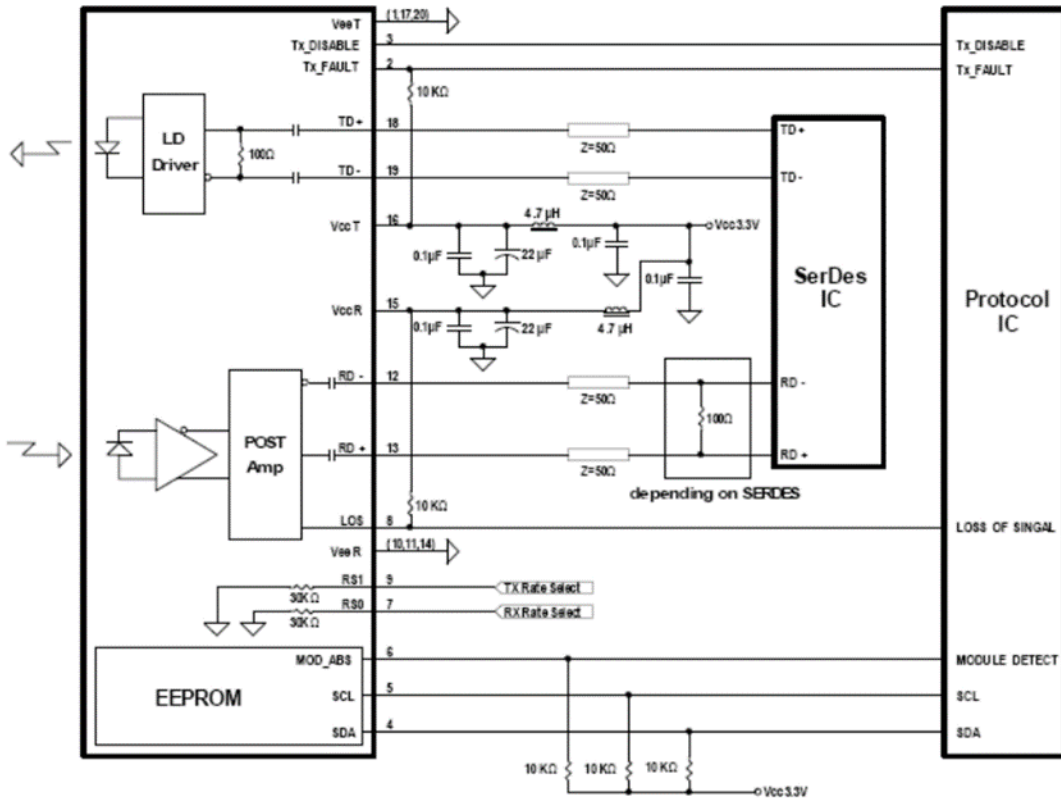 VeeT (1,17,20)
Tx_DISABLE 3 Tx_DISABLE
Tx_FAULT 2 Tx_FAULT
10 KΩ
LD
Driver
100Ω
TD+ 18 Z=50Ω TD+
TD- 19 Z=50Ω TD-
VccT 16 4.7 µH Vcc3.3V
0.1µF 22 µF 0.1µF
0.1µF
VccR 15
0.1µF 22 µF 4.7 µH
SerDes
IC
Protocol
IC
RD - 12 Z=50Ω RD -
100Ω
POST
Amp
RD + 13 Z=50Ω RD +
depending on SERDES
10 KΩ
LOS 8 LOSS OF SINGAL
VeeR (10,11,14)
RS1 9 TX Rate Select
30KΩ
RS0 7 RX Rate Select
30KΩ
MOD_ABS 6 MODULE DETECT
EEPROM
SCL 5 SCL
SDA 4 SDA
10 KΩ 10 KΩ 10 KΩ
Vcc3.3V